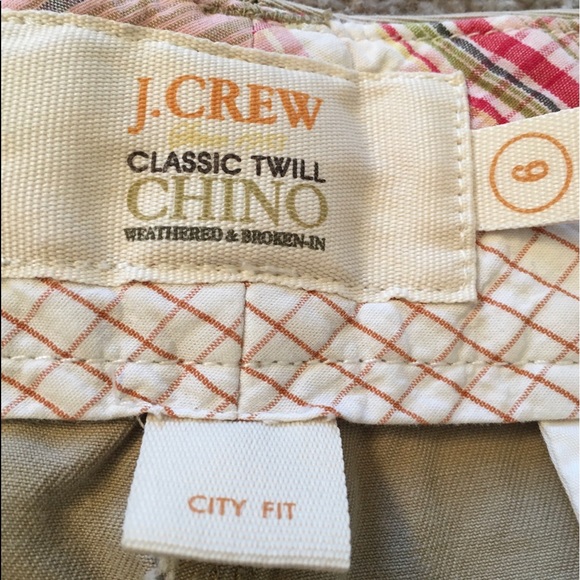 J.CREW
CLASSIC TWILL
CHINO
WEATHERED & BROKEN-IN
6
CITY FIT